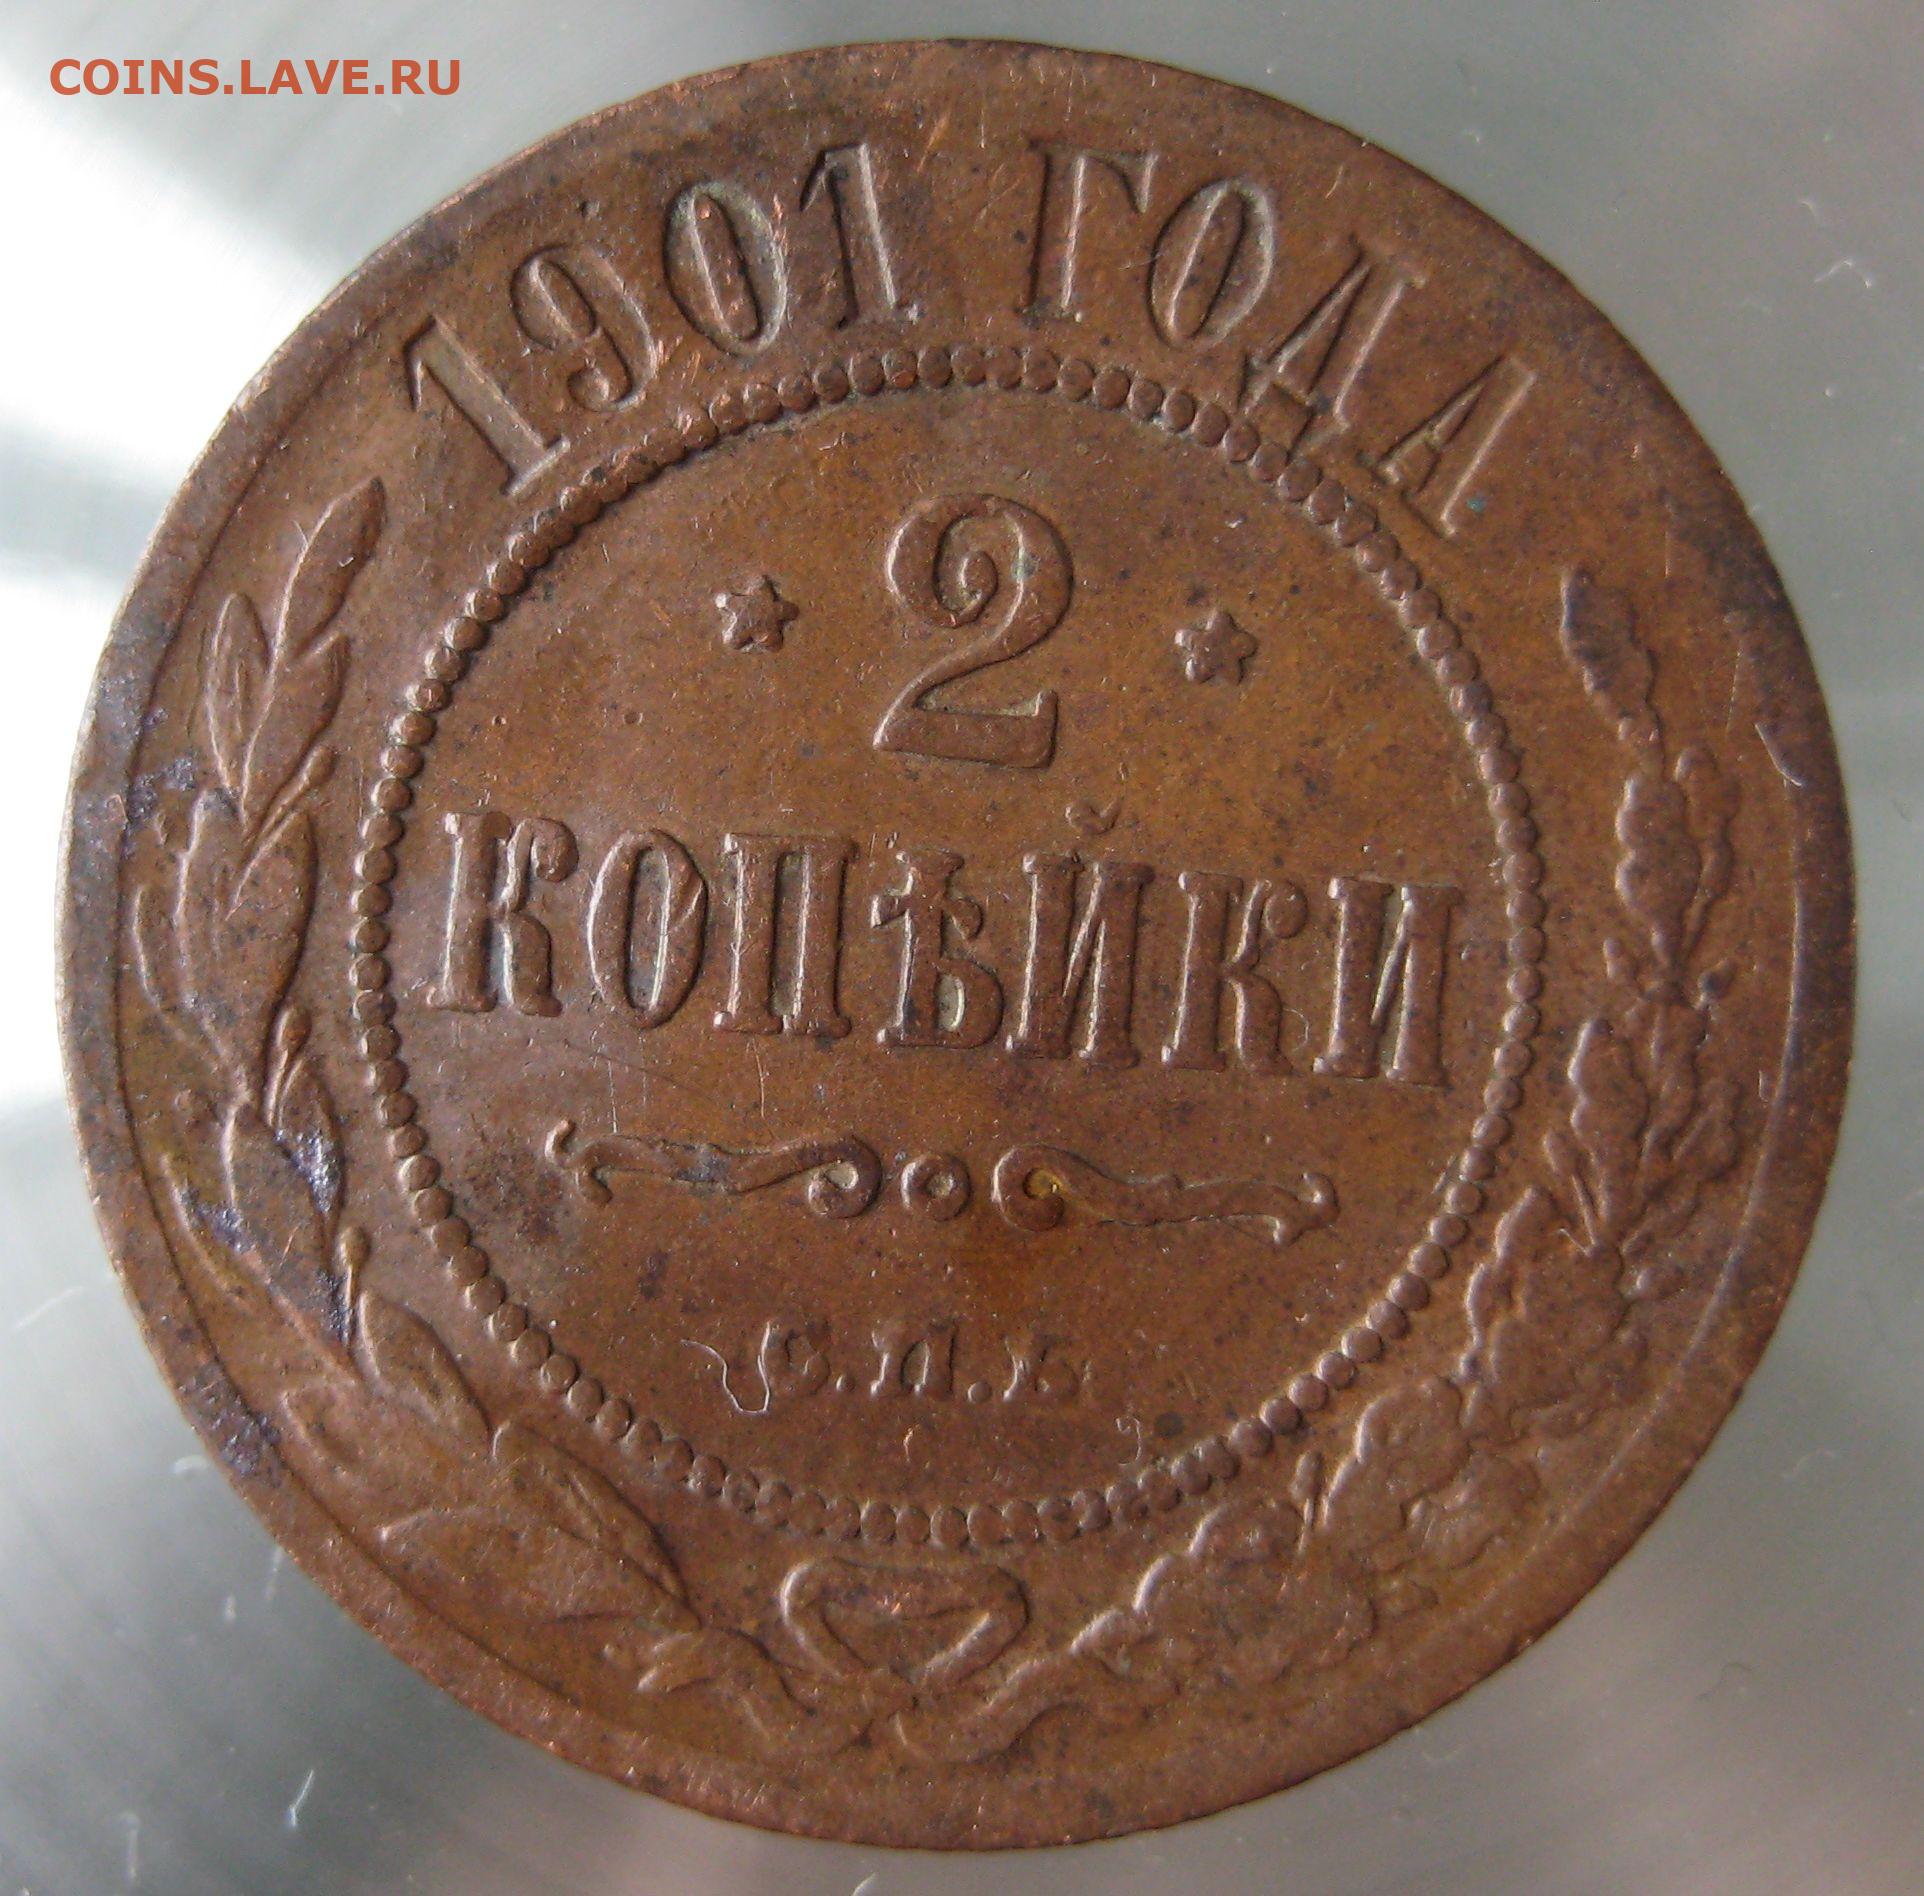 COINS.LAVE.RU
1901 ГОДА
2
КОПѢЙКИ
С.П.Б.